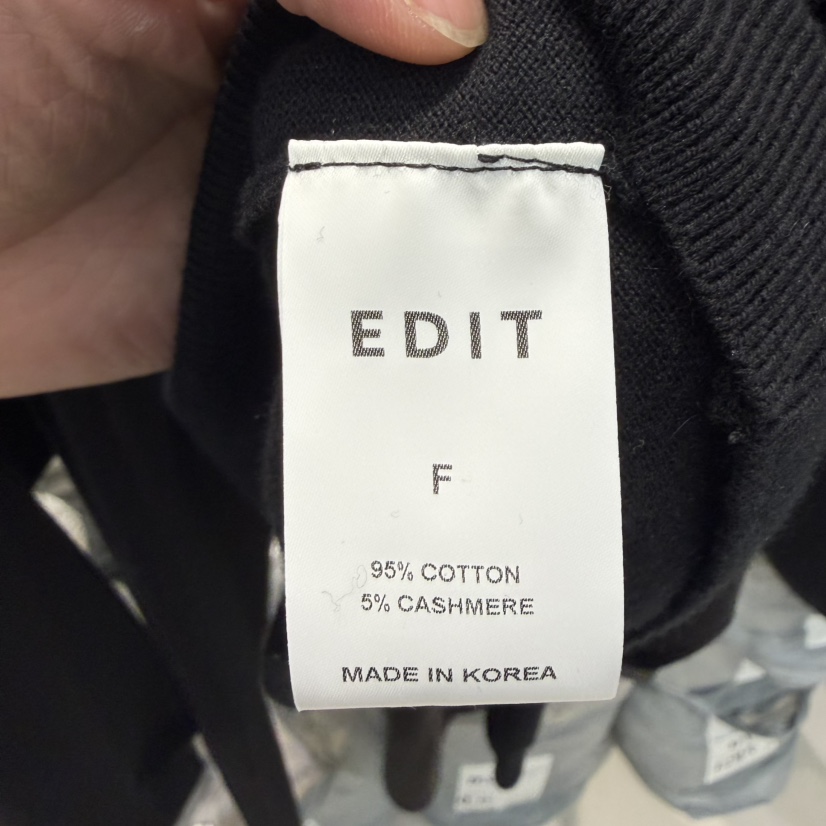 EDIT
F
95% COTTON
5% CASHMERE
MADE IN KOREA